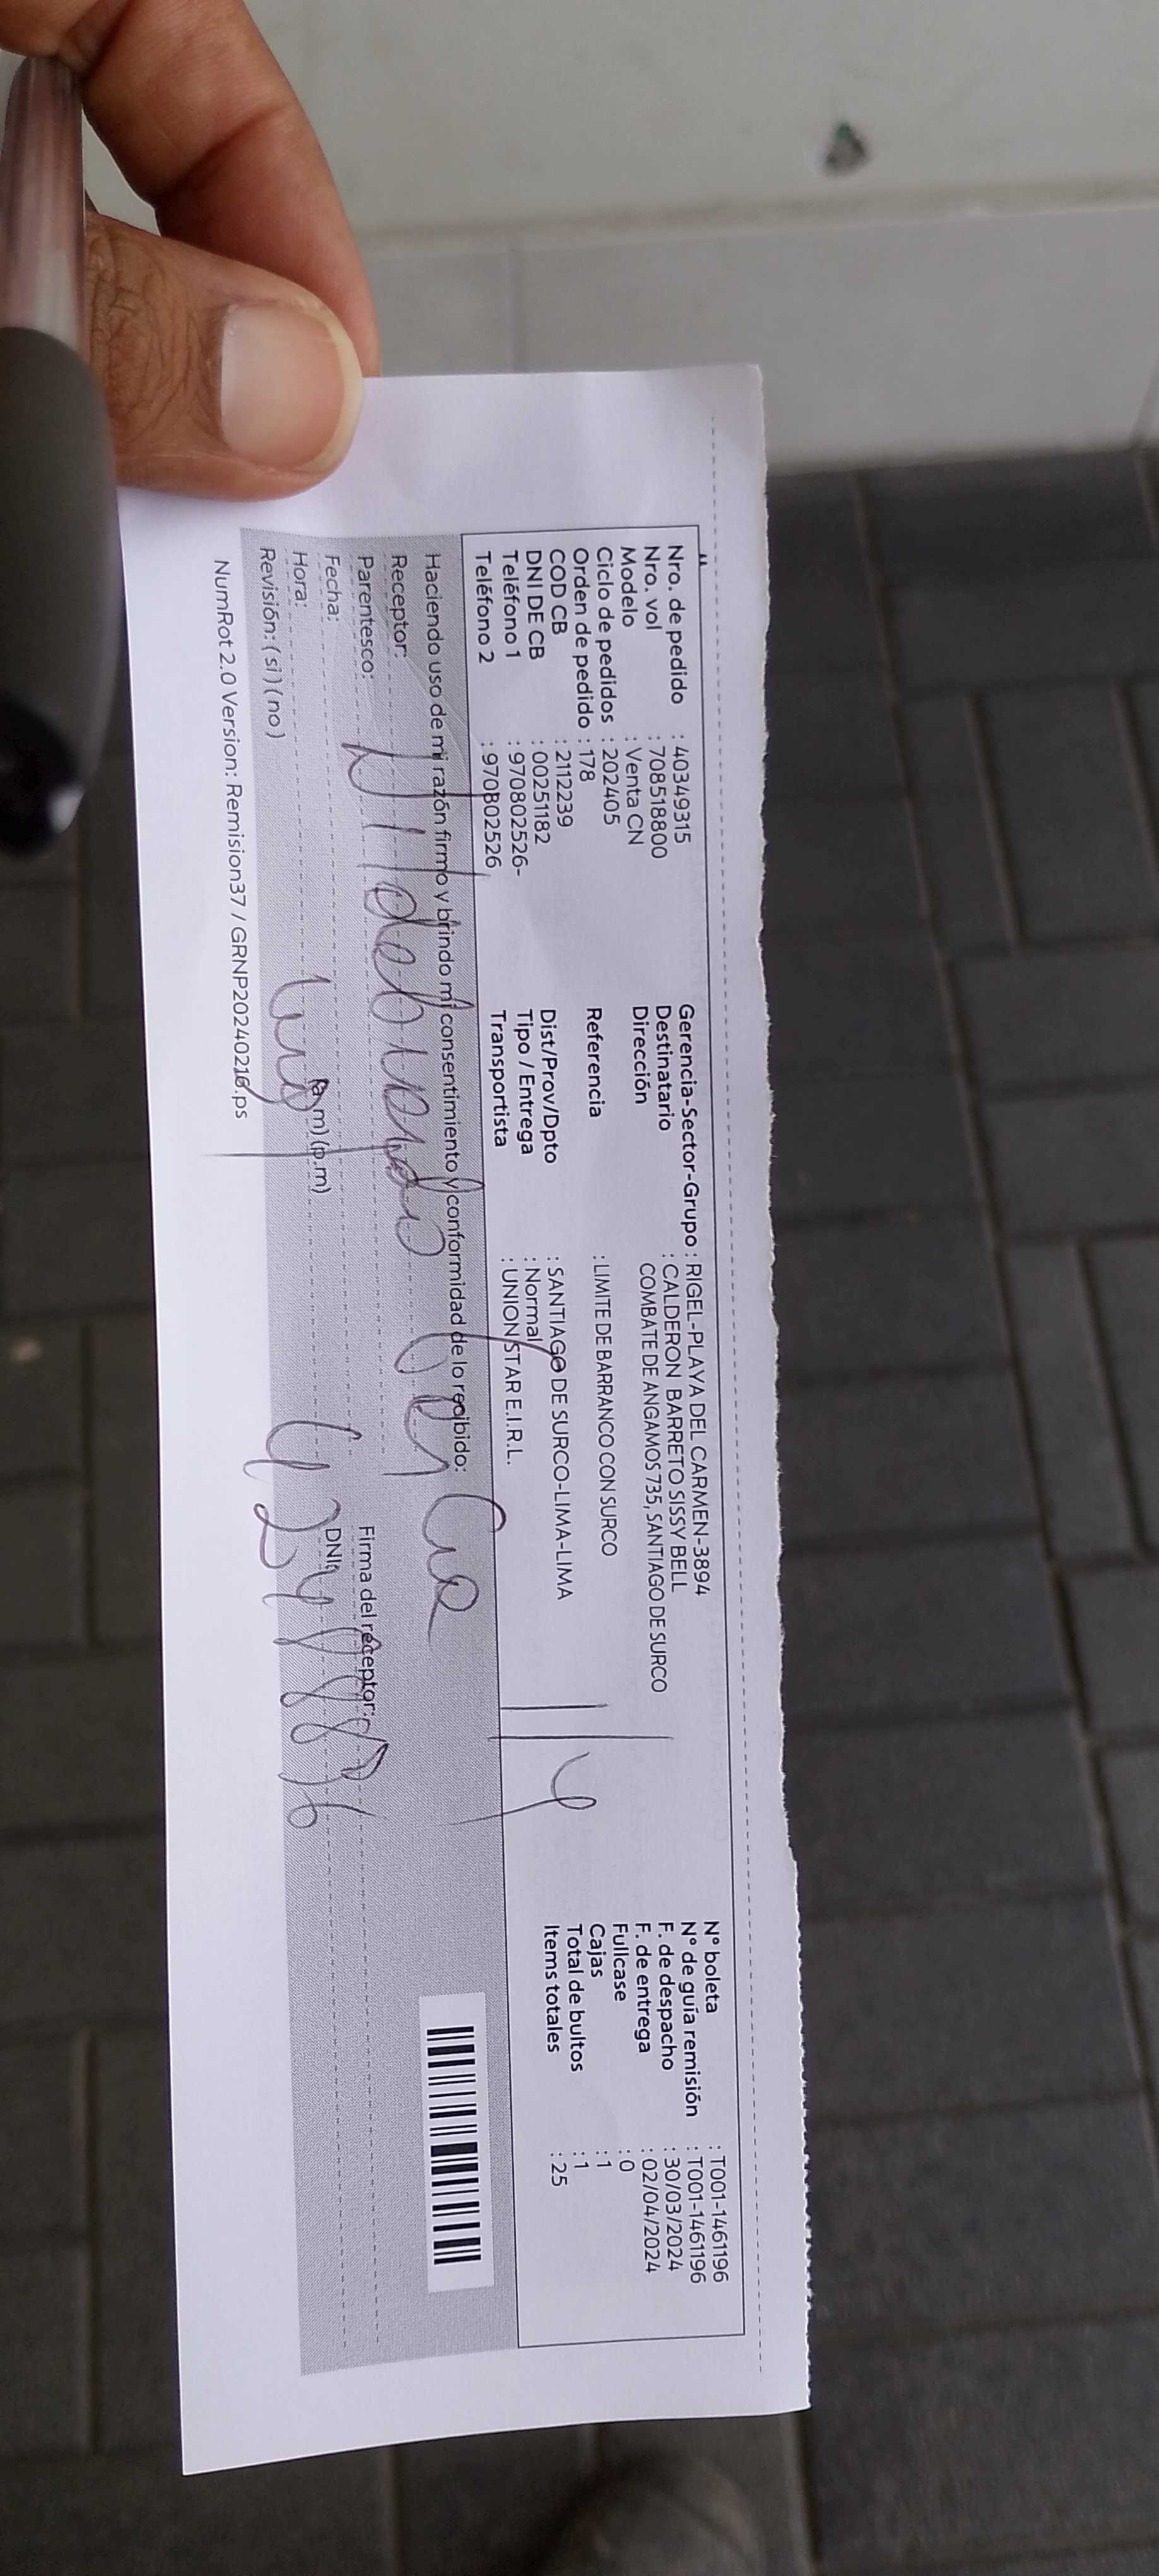 Nro. de pedido : 40349315
Nro. vol : 708518800
Modelo : Venta CN
Ciclo de pedidos : 202405
Orden de pedido : 178
COD CB : 2112239
DNI DE CB : 00251182
Teléfono 1 : 970802526-
Teléfono 2 : 970802526
Gerencia-Sector-Grupo : RIGEL-PLAYA DEL CARMEN-3894
Destinatario : CALDERON BARRETO SISSY BELL
Dirección COMBATE DE ANGAMOS 735, SANTIAGO DE SURCO
Referencia : LIMITE DE BARRANCO CON SURCO
Dist/Prov/Dpto : SANTIAGO DE SURCO-LIMA-LIMA
Tipo / Entrega : Normal
Transportista : UNION STAR E.I.R.L.
N° boleta : T001-1461196
N° de guía remisión : T001-1461196
F. de despacho : 30/03/2024
F. de entrega : 02/04/2024
Fullcase : 0
Cajas : 1
Total de bultos : 1
Items totales : 25
Haciendo uso de mi razón firmo y brindo mi consentimiento y conformidad de lo recibido:
Receptor:
Parentesco:
Firma del receptor:
Fecha:
DNI:
Hora: (a.m) (p.m)
Revisión: (si) (no)
NumRot 2.0 Version: Remision37 / GRNP20240216.ps